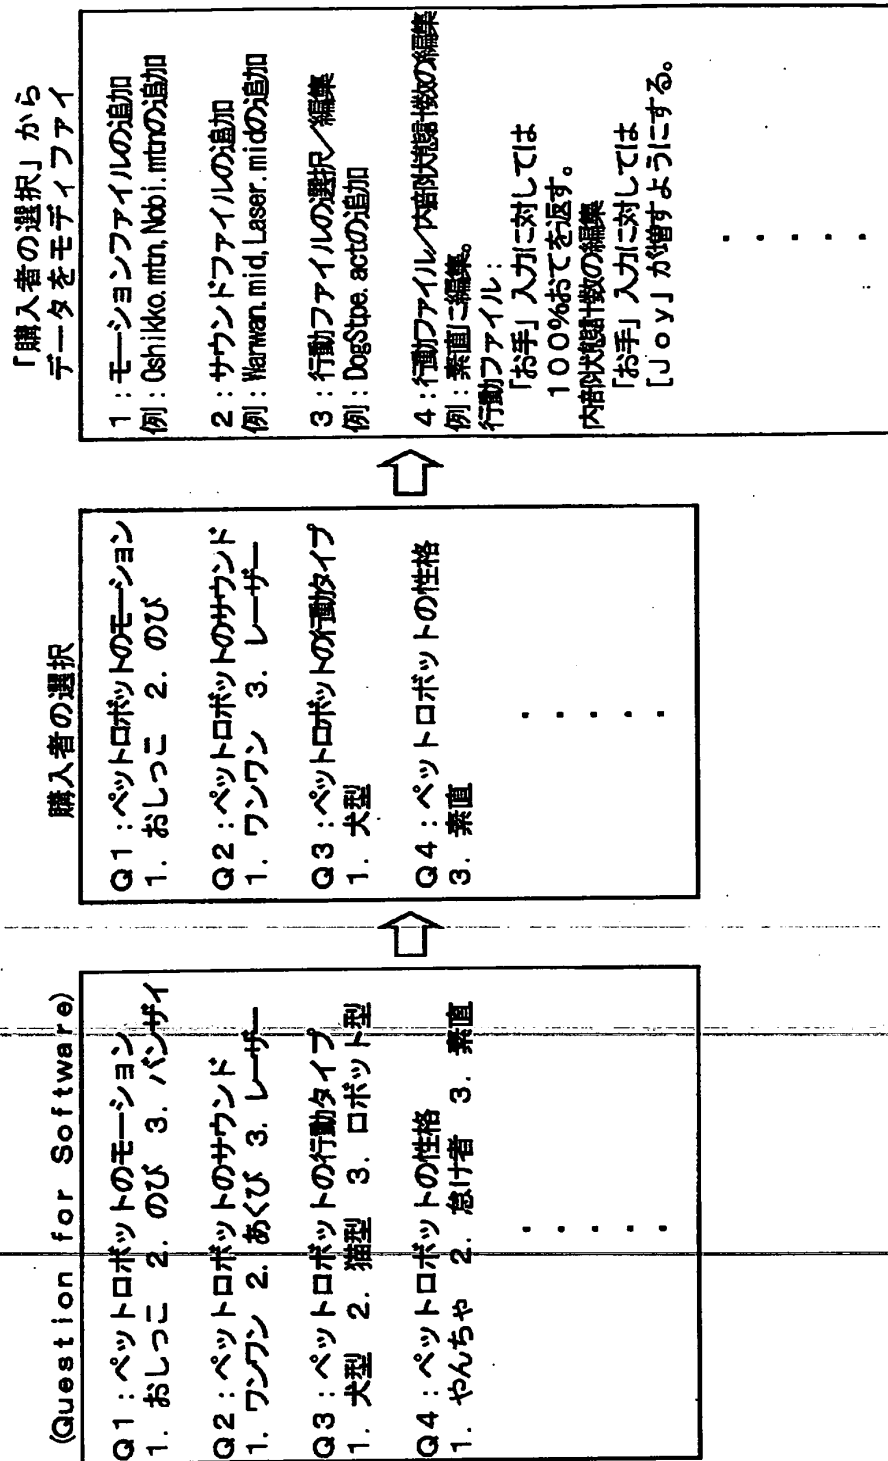 (Question for Software)
Q1：ペットロボットのモーション
1. おしっこ 2. のび 3. バンザイ
Q2：ペットロボットのサウンド
1. ワンワン 2. あくび 3. レーザー
Q3：ペットロボットの行動タイプ
1. 犬型 2. 猫型 3. ロボット型
Q4：ペットロボットの性格
1. やんちゃ 2. 怠け者 3. 素直
・・・・・
購入者の選択
Q1：ペットロボットのモーション
1. おしっこ 2. のび
Q2：ペットロボットのサウンド
1. ワンワン 3. レーザー
Q3：ペットロボットの行動タイプ
1. 犬型
Q4：ペットロボットの性格
3. 素直
・・・・・
「購入者の選択」から
データをモディファイ
1：モーションファイルの追加
例：Oshikko.mtn,Nobi.mtnの追加
2：サウンドファイルの追加
例：Wanwan.mid,Laser.midの追加
3：行動ファイルの選択／編集
例：DogStpe.actの追加
4：行動ファイル／内部状態計数の編集
例：素直に編集。
行動ファイル：
「お手」入力に対しては
100%おてを返す。
内部状態計数の編集
「お手」入力に対しては
[Joy」が増すようにする。
・・・・・